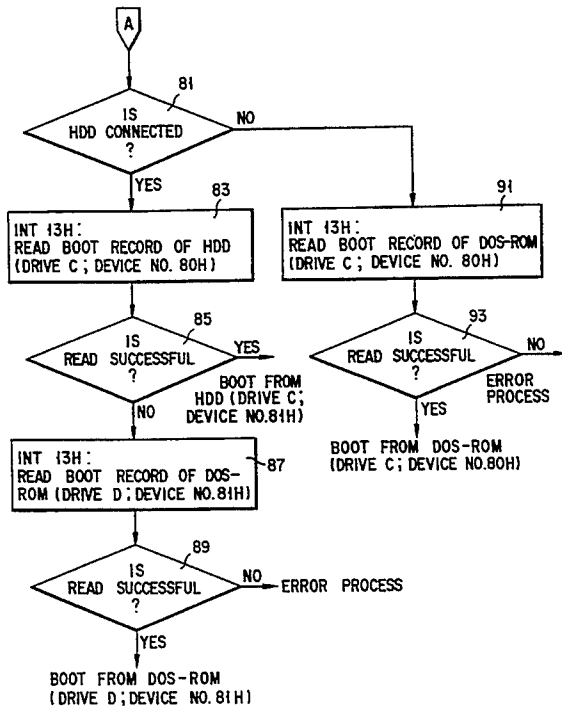 A
81
IS
HDD CONNECTED
?
NO
YES
83
INT 13H:
READ BOOT RECORD OF HDD
(DRIVE C; DEVICE NO. 80H)
91
INT 13H:
READ BOOT RECORD OF DOS-ROM
(DRIVE C; DEVICE NO. 80H)
85
IS
READ SUCCESSFUL
?
YES
BOOT FROM
HDD (DRIVE C;
DEVICE NO.81H)
NO
93
IS
READ SUCCESSFUL
?
NO
ERROR
PROCESS
YES
BOOT FROM DOS-ROM
(DRIVE C; DEVICE NO.80H)
87
INT 13H:
READ BOOT RECORD OF DOS-
ROM (DRIVE D; DEVICE NO.81H)
89
IS
READ SUCCESSFUL
?
NO
ERROR PROCESS
YES
BOOT FROM DOS-ROM
(DRIVE D; DEVICE NO.81H)